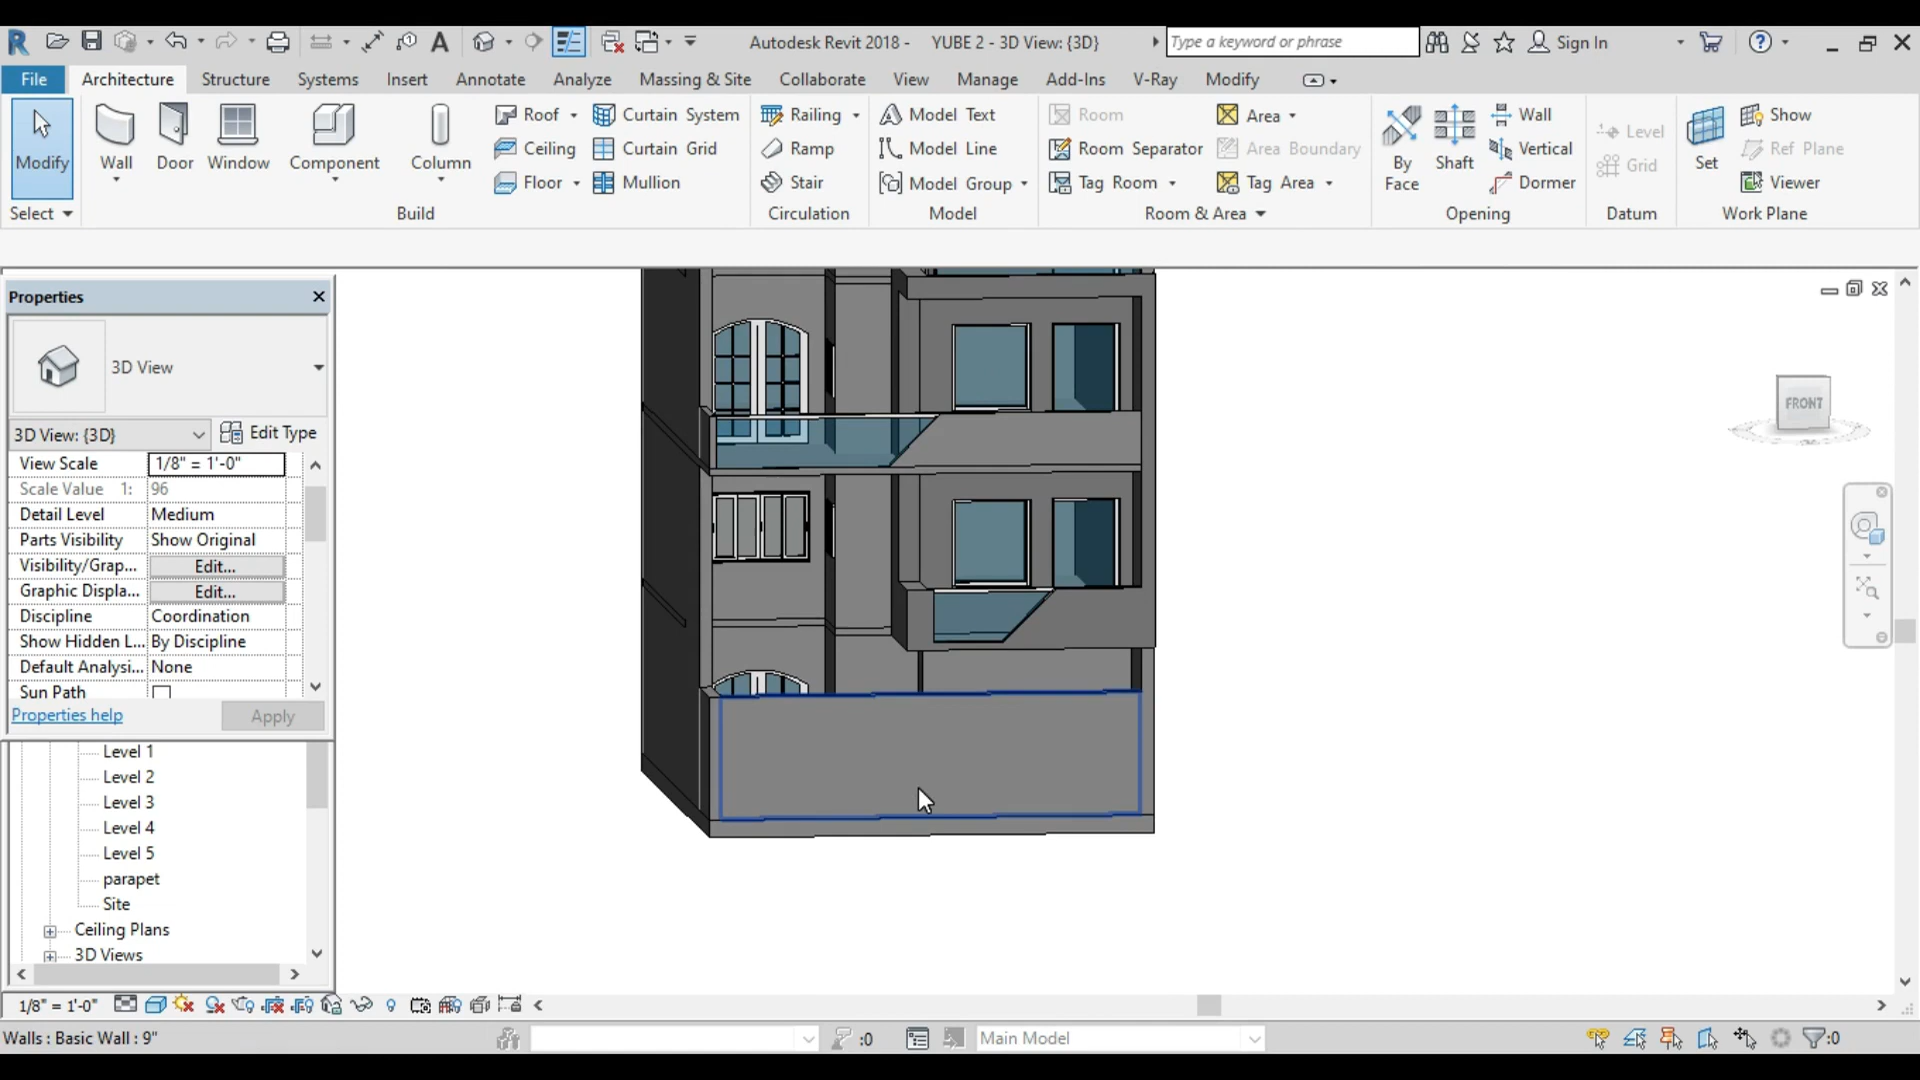 Autodesk Revit 2018 - YUBE 2 - 3D View: {3D}
Type a keyword or phrase
Sign In
File Architecture Structure Systems Insert Annotate Analyze Massing & Site Collaborate View Manage Add-Ins V-Ray Modify
Modify
Wall
Door
Window
Component
Column
Roof
Ceiling
Floor
Curtain System
Curtain Grid
Mullion
Railing
Ramp
Stair
Model Text
Model Line
Model Group
Room
Room Separator
Tag Room
Area
Area Boundary
Tag Area
By
Face
Shaft
Wall
Vertical
Dormer
Level
Grid
Set
Show
Ref Plane
Viewer
Select Build Circulation Model Room & Area Opening Datum Work Plane
Properties
3D View
3D View: {3D} Edit Type
View Scale 1/8" = 1'-0"
Scale Value 1: 96
Detail Level Medium
Parts Visibility Show Original
Visibility/Grap... Edit...
Graphic Displa... Edit...
Discipline Coordination
Show Hidden L... By Discipline
Default Analysi... None
Sun Path
Properties help Apply
Level 1
Level 2
Level 3
Level 4
Level 5
parapet
Site
Ceiling Plans
3D Views
FRONT
1/8" = 1'-0"
Walls : Basic Wall : 9"
:0
Main Model
:0